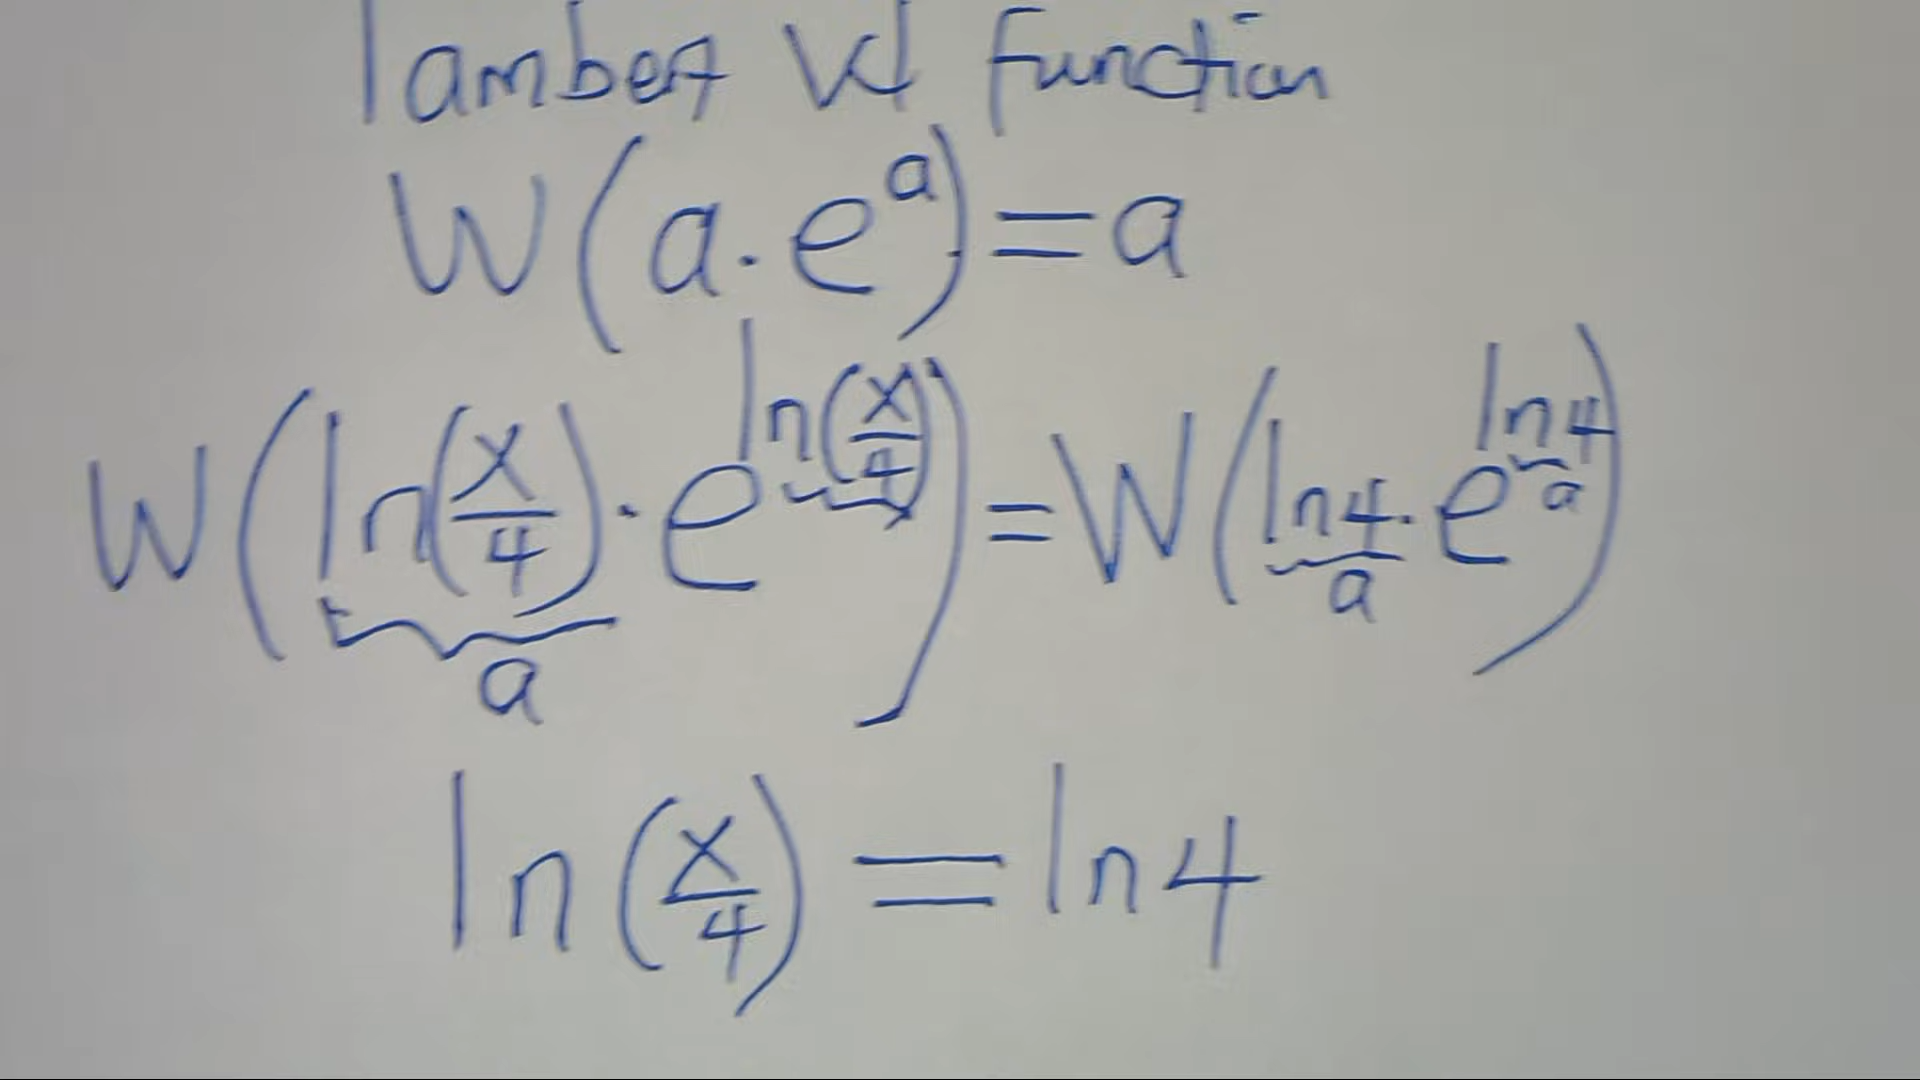 lambert W function
W(a.e^a)=a
W(ln(x/4).e^ln(x/4))=W(ln4.e^ln4)
a a a
ln(x/4)=ln4